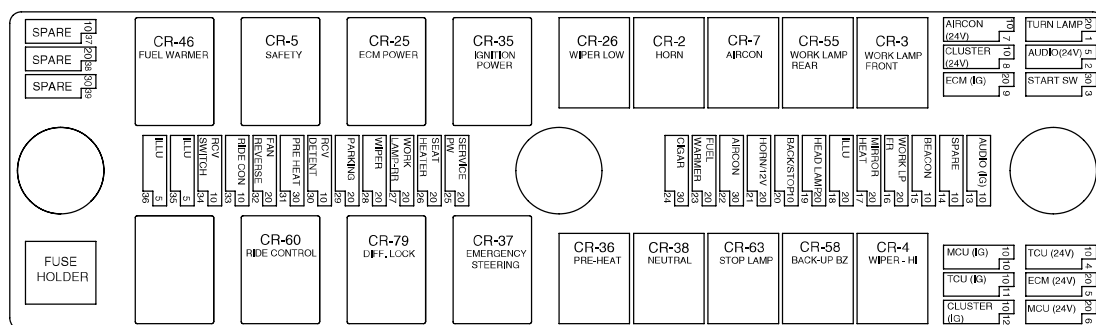 SPARE 10 37
SPARE 20 38
SPARE 30 39
CR-46
FUEL WARMER
CR-5
SAFETY
CR-25
ECM POWER
CR-35
IGNITION
POWER
CR-26
WIPER LOW
CR-2
HORN
CR-7
AIRCON
CR-55
WORK LAMP
REAR
CR-3
WORK LAMP
FRONT
AIRCON 10
(24V) 7
CLUSTER 10
(24V) 8
ECM (IG) 20 9
TURN LAMP 20 1
AUDIO(24V) 5 2
START SW 30 3
ILLU
36 5
ILLU
35 5
RCV
SWITCH
34 10
RIDE CON
33 10
FAN
REVERSE
32 20
PRE HEAT
31 30
RCV
DETENT
30 10
PARKING
29 20
WIPER
28 20
WORK
LAMP-RR
27 20
SEAT
HEATER
26 20
SERVICE
PW
25 20
CIGAR
24 30
FUEL
WARMER
23 20
AIRCON
22 30
HORN/12V
21 20
BACK/STOP
20 10
HEAD LAMP
19 20
ILLU
18 20
MIRROR
HEAT
17 20
WORK LP
FR
16 20
BEACON
15 10
SPARE
14 10
AUDIO (IG)
13 10
FUSE
HOLDER
CR-60
RIDE CONTROL
CR-79
DIFF. LOCK
CR-37
EMERGENCY
STEERING
CR-36
PRE-HEAT
CR-38
NEUTRAL
CR-63
STOP LAMP
CR-58
BACK-UP BZ
CR-4
WIPER - HI
MCU (IG) 10 10
TCU (IG) 10 11
CLUSTER 10
(IG) 12
TCU (24V) 10 4
ECM (24V) 20 5
MCU (24V) 20 6